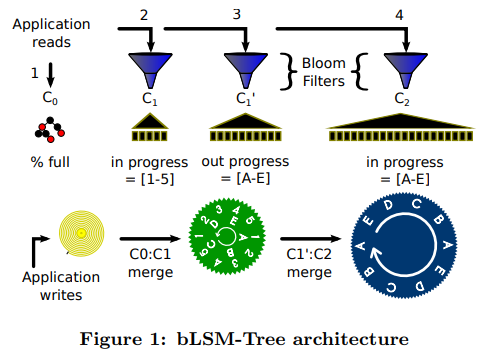 Application
reads
1
2
3
4
Bloom
Filters
C0
C1
C1'
C2
% full
in progress
= [1-5]
out progress
= [A-E]
in progress
= [A-E]
Application
writes
C0:C1
merge
C1':C2
merge
Figure 1: bLSM-Tree architecture